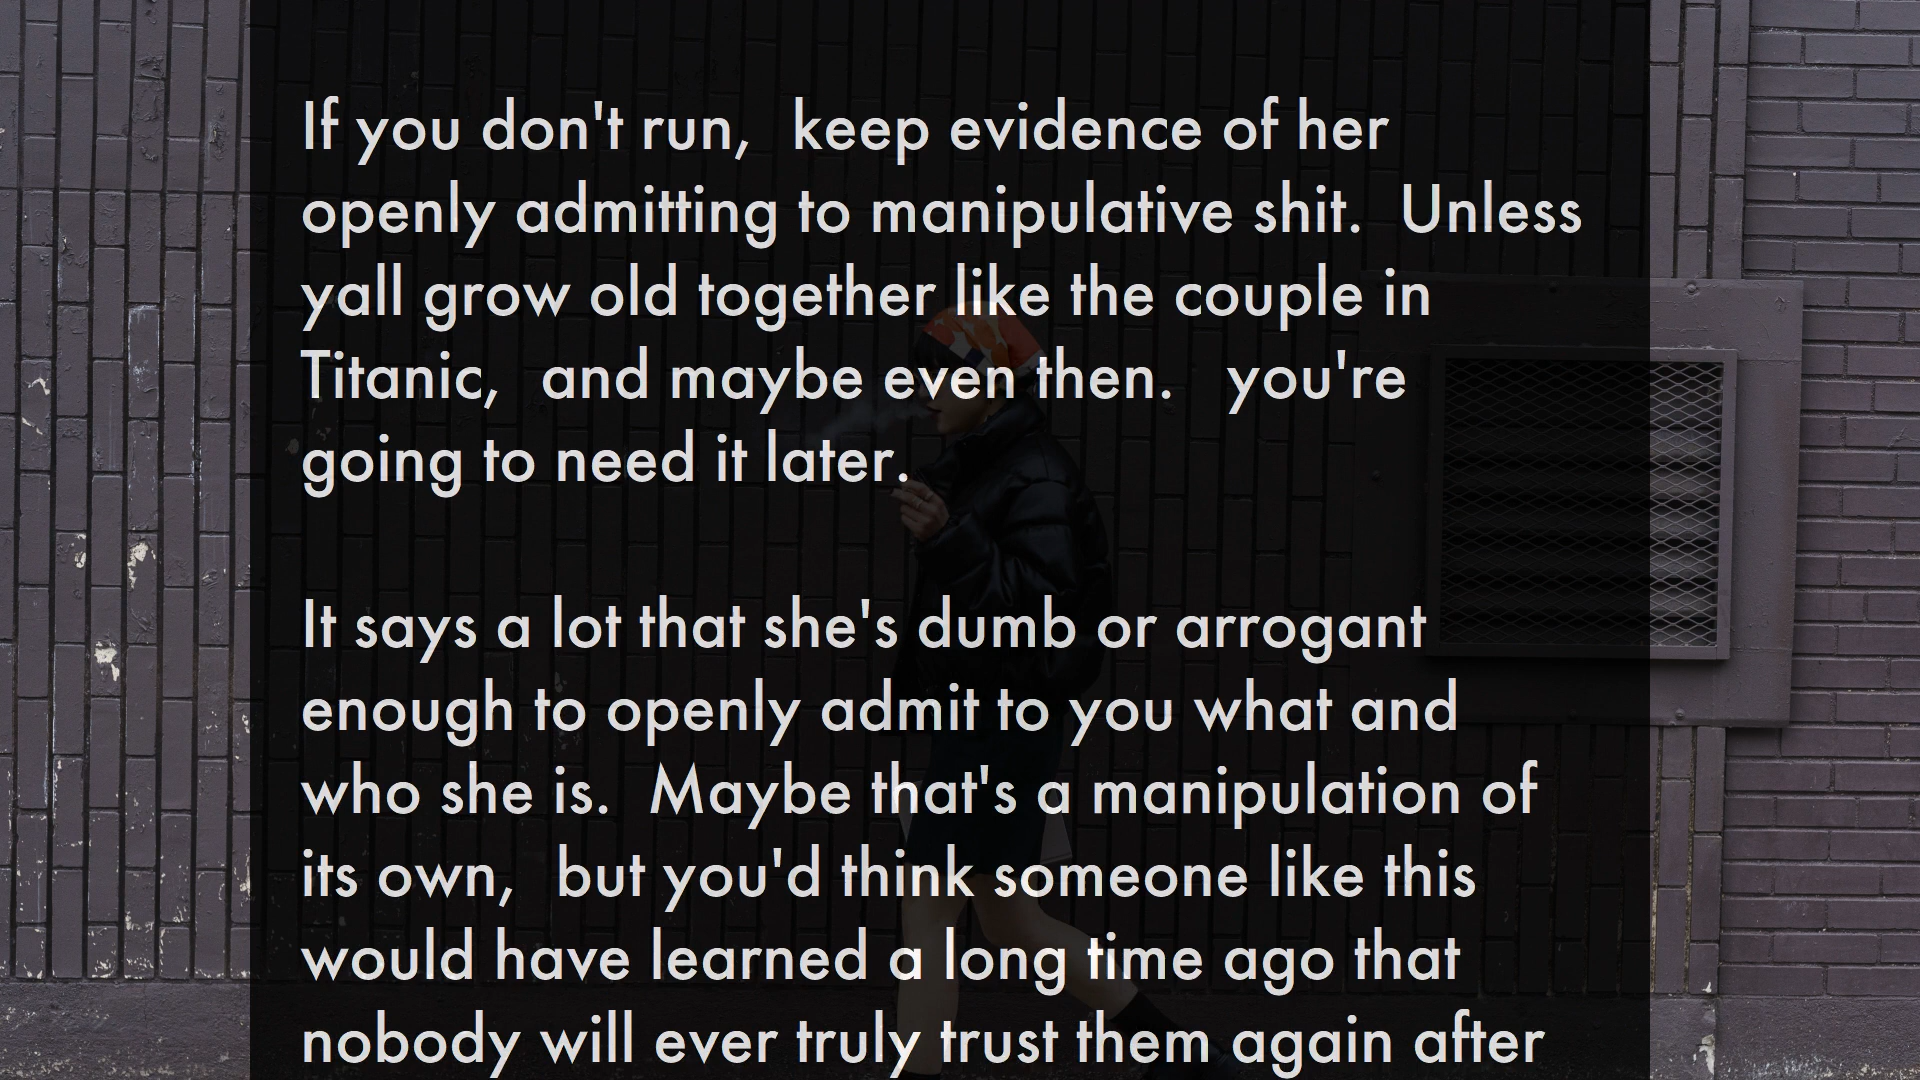 If you don't run,  keep evidence of her
openly admitting to manipulative shit.  Unless
yall grow old together like the couple in
Titanic,  and maybe even then.   you're
going to need it later.
It says a lot that she's dumb or arrogant
enough to openly admit to you what and
who she is.  Maybe that's a manipulation of
its own,  but you'd think someone like this
would have learned a long time ago that
nobody will ever truly trust them again after